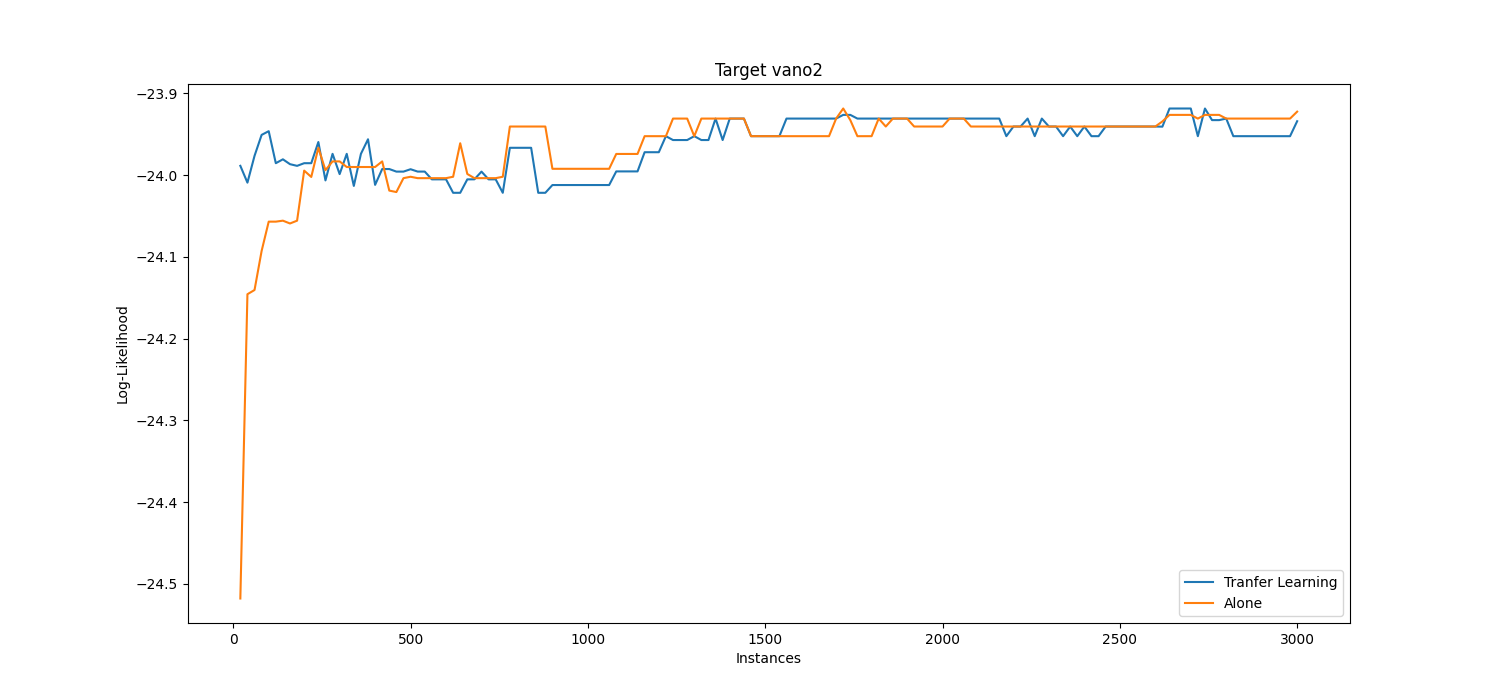 Target vano2
−23.9
−24.0
−24.1
−24.2
−24.3
−24.4
−24.5
Log-Likelihood
0 500 1000 1500 2000 2500 3000
Instances
Tranfer Learning
Alone